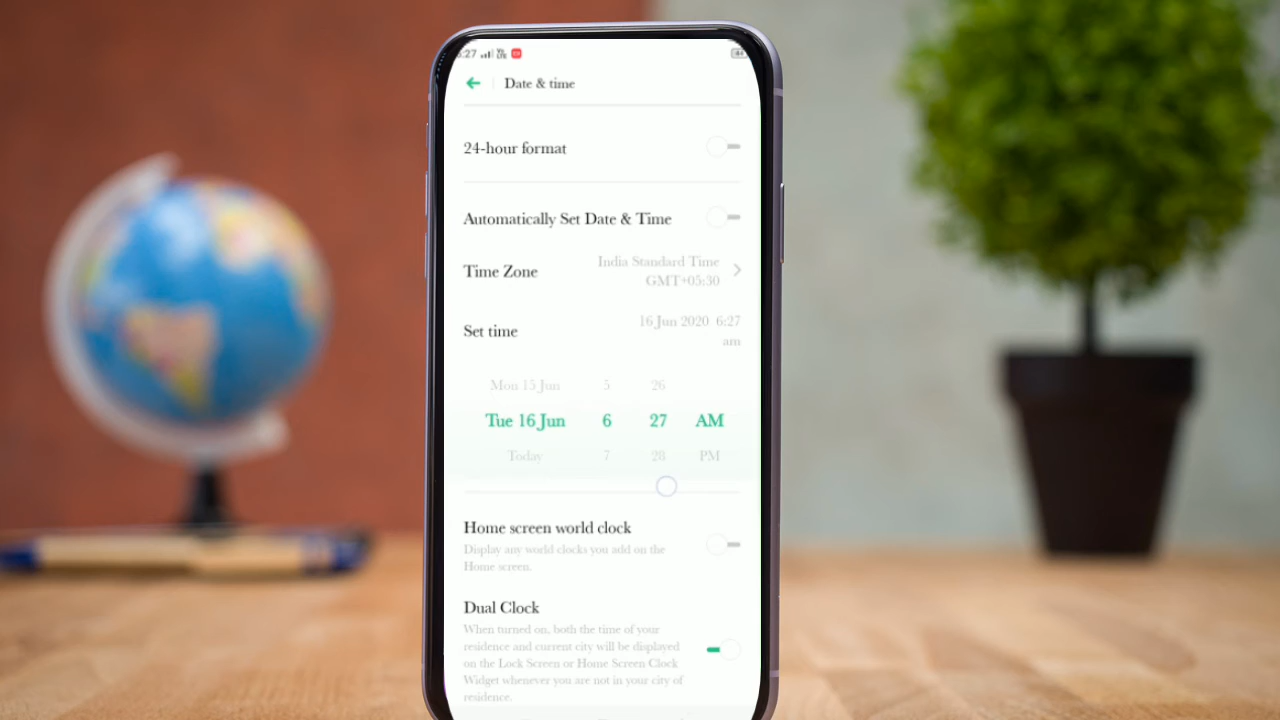 :27
Date & time
24-hour format
Automatically Set Date & Time
Time Zone
India Standard Time
GMT+05:30
Set time
16 Jun 2020 6:27
am
Mon 15 Jun 5 26
Tue 16 Jun 6 27 AM
Today 7 28 PM
Home screen world clock
Display any world clocks you add on the
Home screen.
Dual Clock
When turned on, both the time of your
residence and current city will be displayed
on the Lock Screen or Home Screen Clock
Widget whenever you are not in your city of
residence.